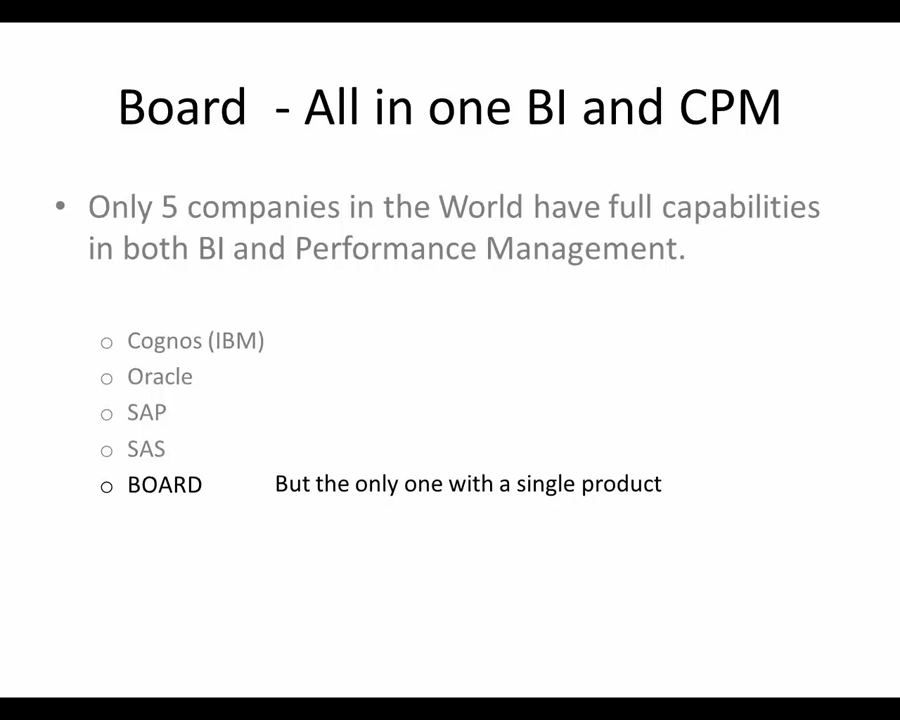 Board  - All in one BI and CPM
• Only 5 companies in the World have full capabilities
in both BI and Performance Management.
o Cognos (IBM)
o Oracle
o SAP
o SAS
o BOARD But the only one with a single product